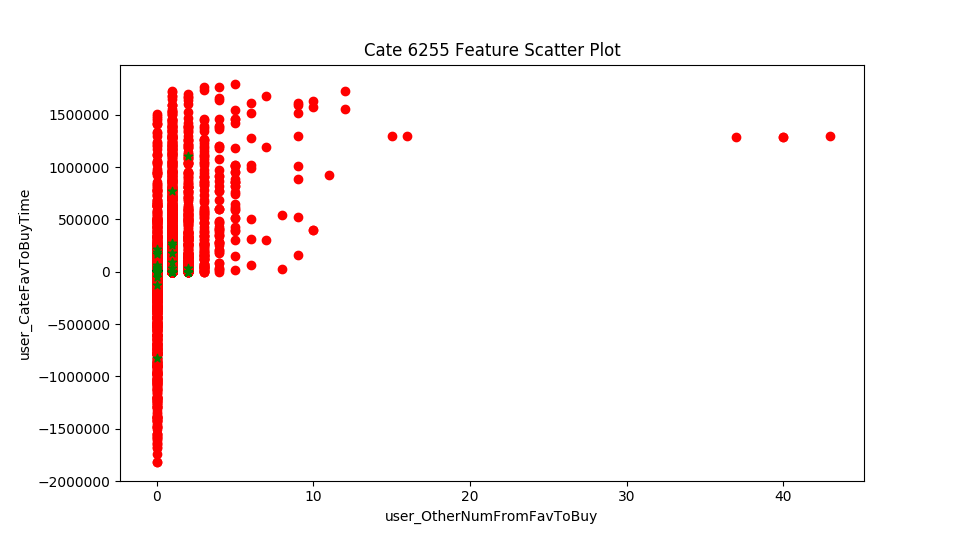 Cate 6255 Feature Scatter Plot
user_CateFavToBuyTime
1500000
1000000
500000
0
−500000
−1000000
−1500000
−2000000
0 10 20 30 40
user_OtherNumFromFavToBuy